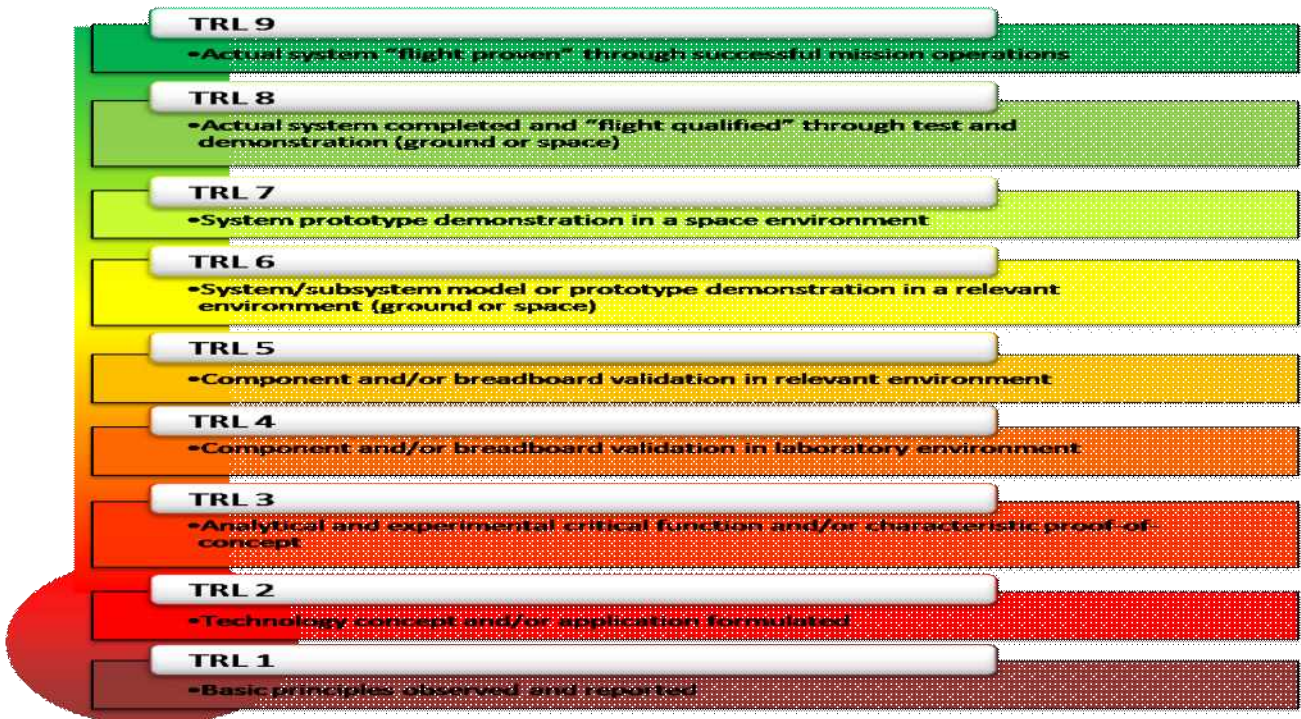 TRL 9
•Actual system “flight proven” through successful mission operations
TRL 8
•Actual system completed and “flight qualified” through test and
demonstration (ground or space)
TRL 7
•System prototype demonstration in a space environment
TRL 6
•System/subsystem model or prototype demonstration in a relevant
environment (ground or space)
TRL 5
•Component and/or breadboard validation in relevant environment
TRL 4
•Component and/or breadboard validation in laboratory environment
TRL 3
•Analytical and experimental critical function and/or characteristic proof-of-
concept
TRL 2
•Technology concept and/or application formulated
TRL 1
•Basic principles observed and reported